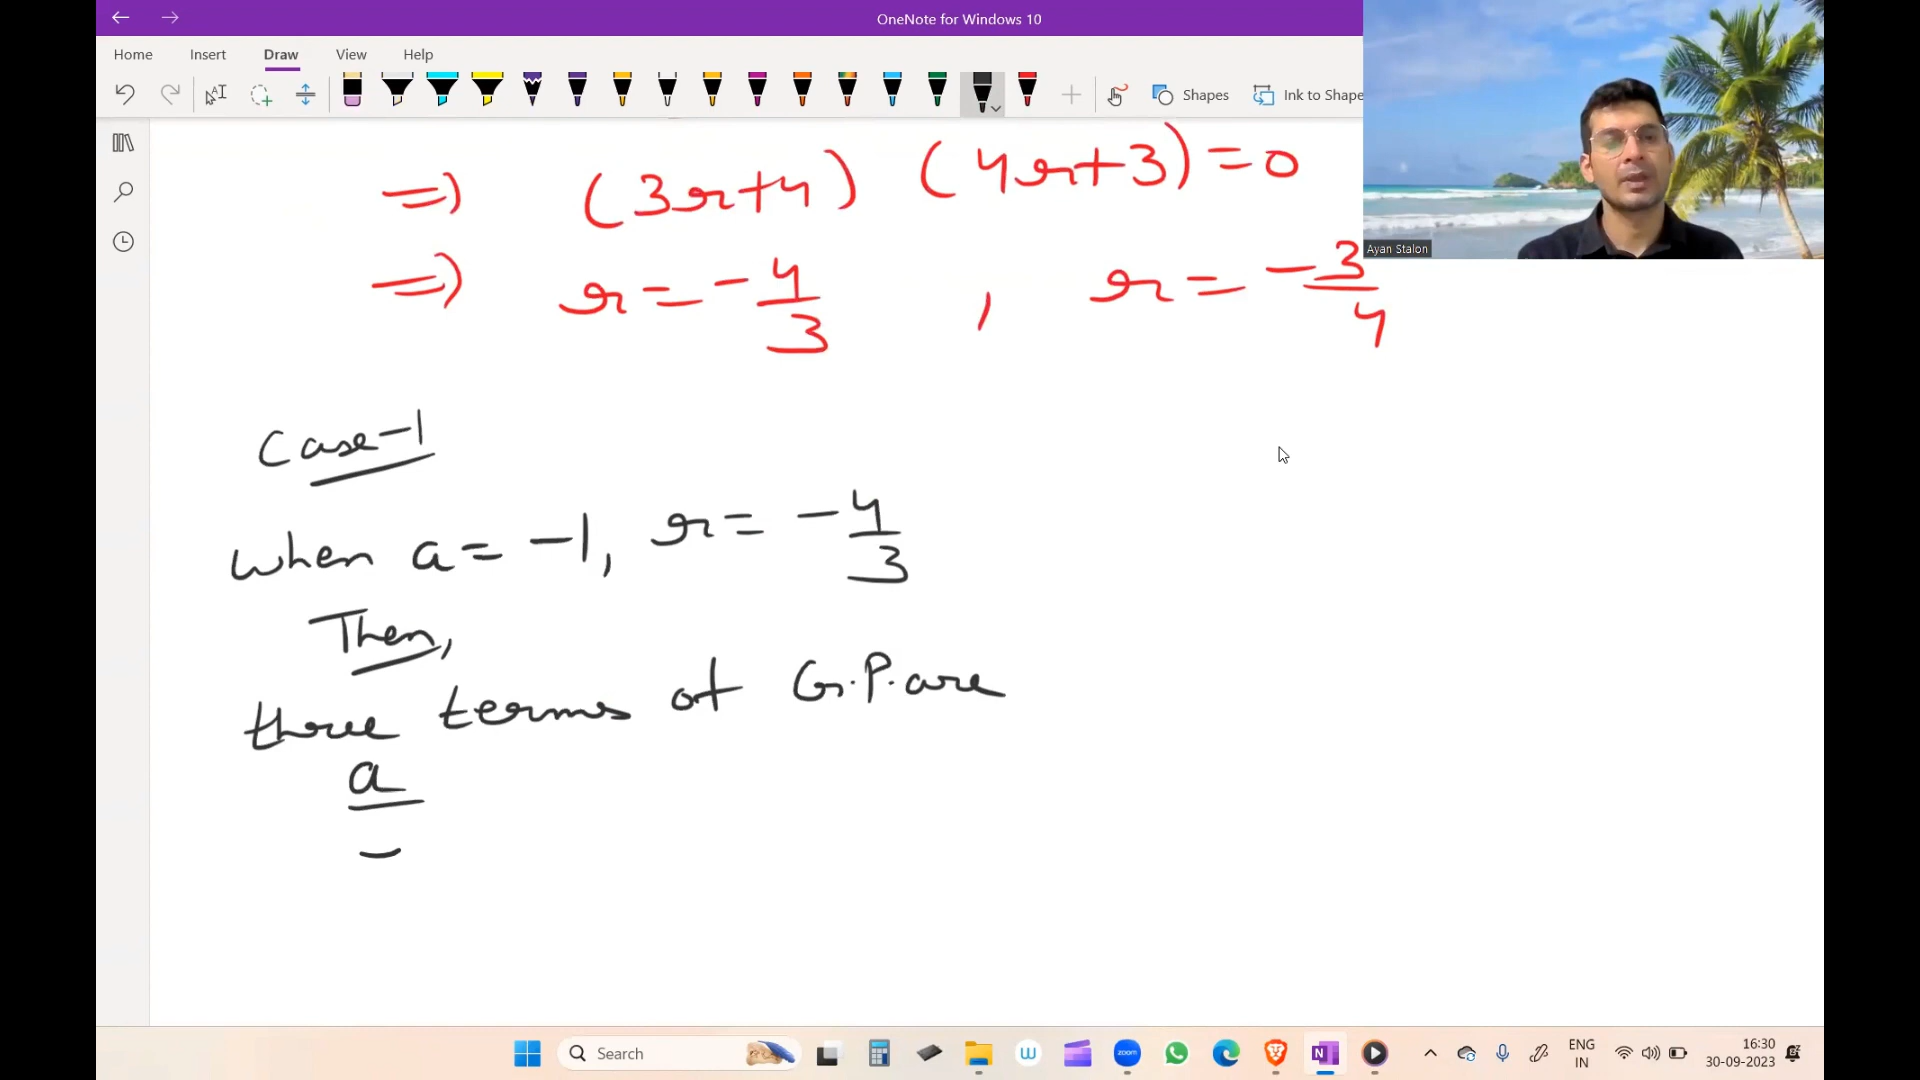 OneNote for Windows 10
Home Insert Draw View Help
Shapes Ink to Shape
Ayan Stalon
=> (3r+4) (4r+3)=0
=> r=-4/3 , r=-3/4
Case-1
When a=-1, r=-4/3
Then,
three terms of G.P. are
a
Search
zoom
ENG
IN
16:30
30-09-2023